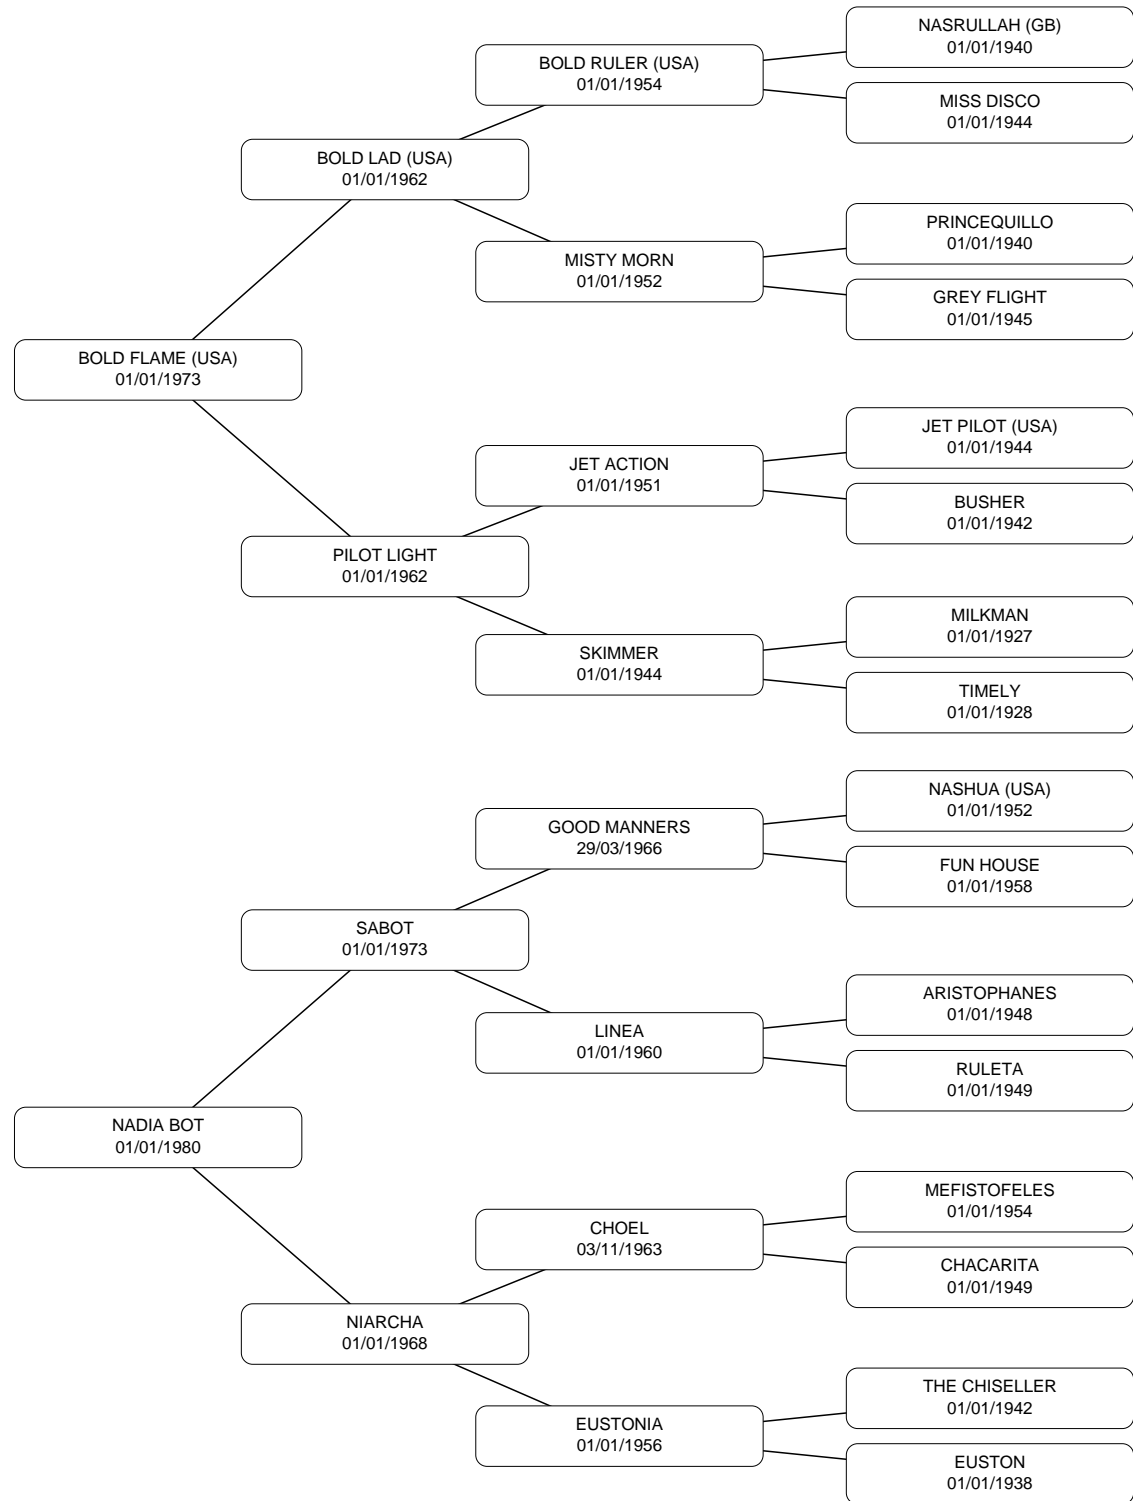 NASRULLAH (GB)
01/01/1940
BOLD RULER (USA)
01/01/1954
MISS DISCO
01/01/1944
BOLD LAD (USA)
01/01/1962
PRINCEQUILLO
01/01/1940
MISTY MORN
01/01/1952
GREY FLIGHT
01/01/1945
BOLD FLAME (USA)
01/01/1973
JET PILOT (USA)
01/01/1944
JET ACTION
01/01/1951
BUSHER
01/01/1942
PILOT LIGHT
01/01/1962
MILKMAN
01/01/1927
SKIMMER
01/01/1944
TIMELY
01/01/1928
NASHUA (USA)
01/01/1952
GOOD MANNERS
29/03/1966
FUN HOUSE
01/01/1958
SABOT
01/01/1973
ARISTOPHANES
01/01/1948
LINEA
01/01/1960
RULETA
01/01/1949
NADIA BOT
01/01/1980
MEFISTOFELES
01/01/1954
CHOEL
03/11/1963
CHACARITA
01/01/1949
NIARCHA
01/01/1968
THE CHISELLER
01/01/1942
EUSTONIA
01/01/1956
EUSTON
01/01/1938